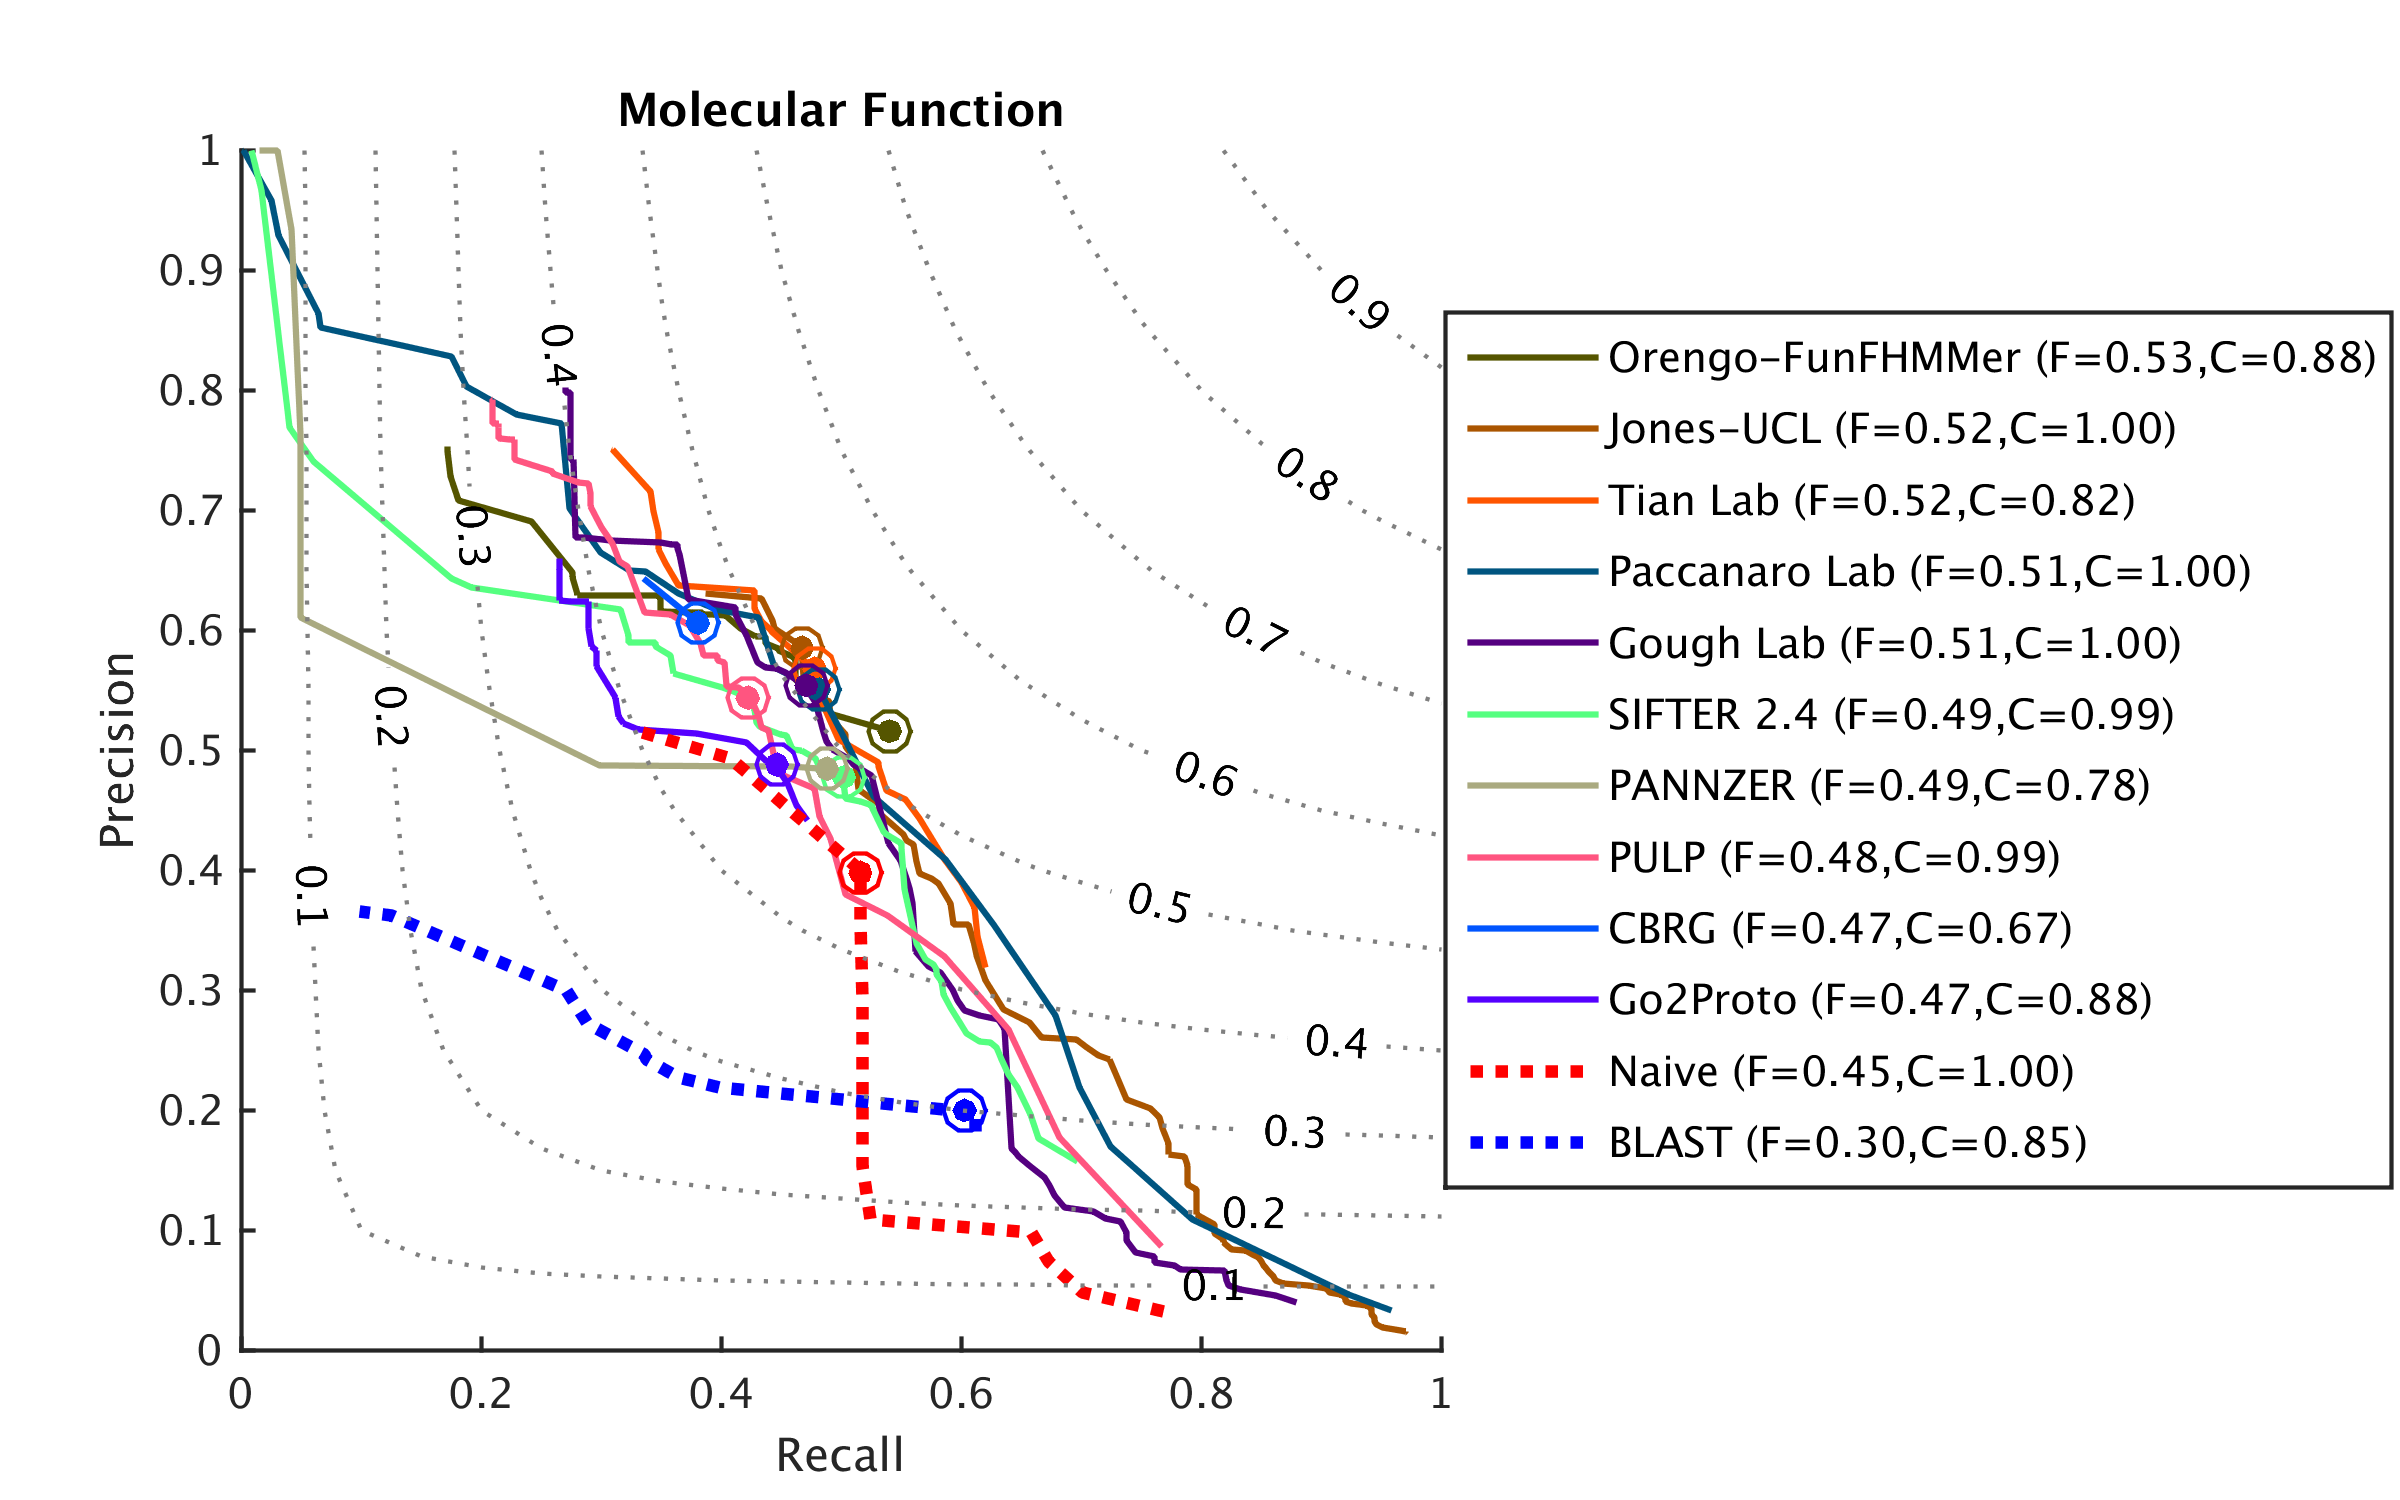 Molecular Function
1
0.9
0.8
0.7
0.6
0.5
0.4
0.3
0.2
0.1
0
Precision
0 0.2 0.4 0.6 0.8 1
Recall
0.1
0.2
0.3
0.4
0.9
0.8
0.7
0.6
0.5
0.4
0.3
0.2
0.1
Orengo-FunFHMMer (F=0.53,C=0.88)
Jones-UCL (F=0.52,C=1.00)
Tian Lab (F=0.52,C=0.82)
Paccanaro Lab (F=0.51,C=1.00)
Gough Lab (F=0.51,C=1.00)
SIFTER 2.4 (F=0.49,C=0.99)
PANNZER (F=0.49,C=0.78)
PULP (F=0.48,C=0.99)
CBRG (F=0.47,C=0.67)
Go2Proto (F=0.47,C=0.88)
Naive (F=0.45,C=1.00)
BLAST (F=0.30,C=0.85)